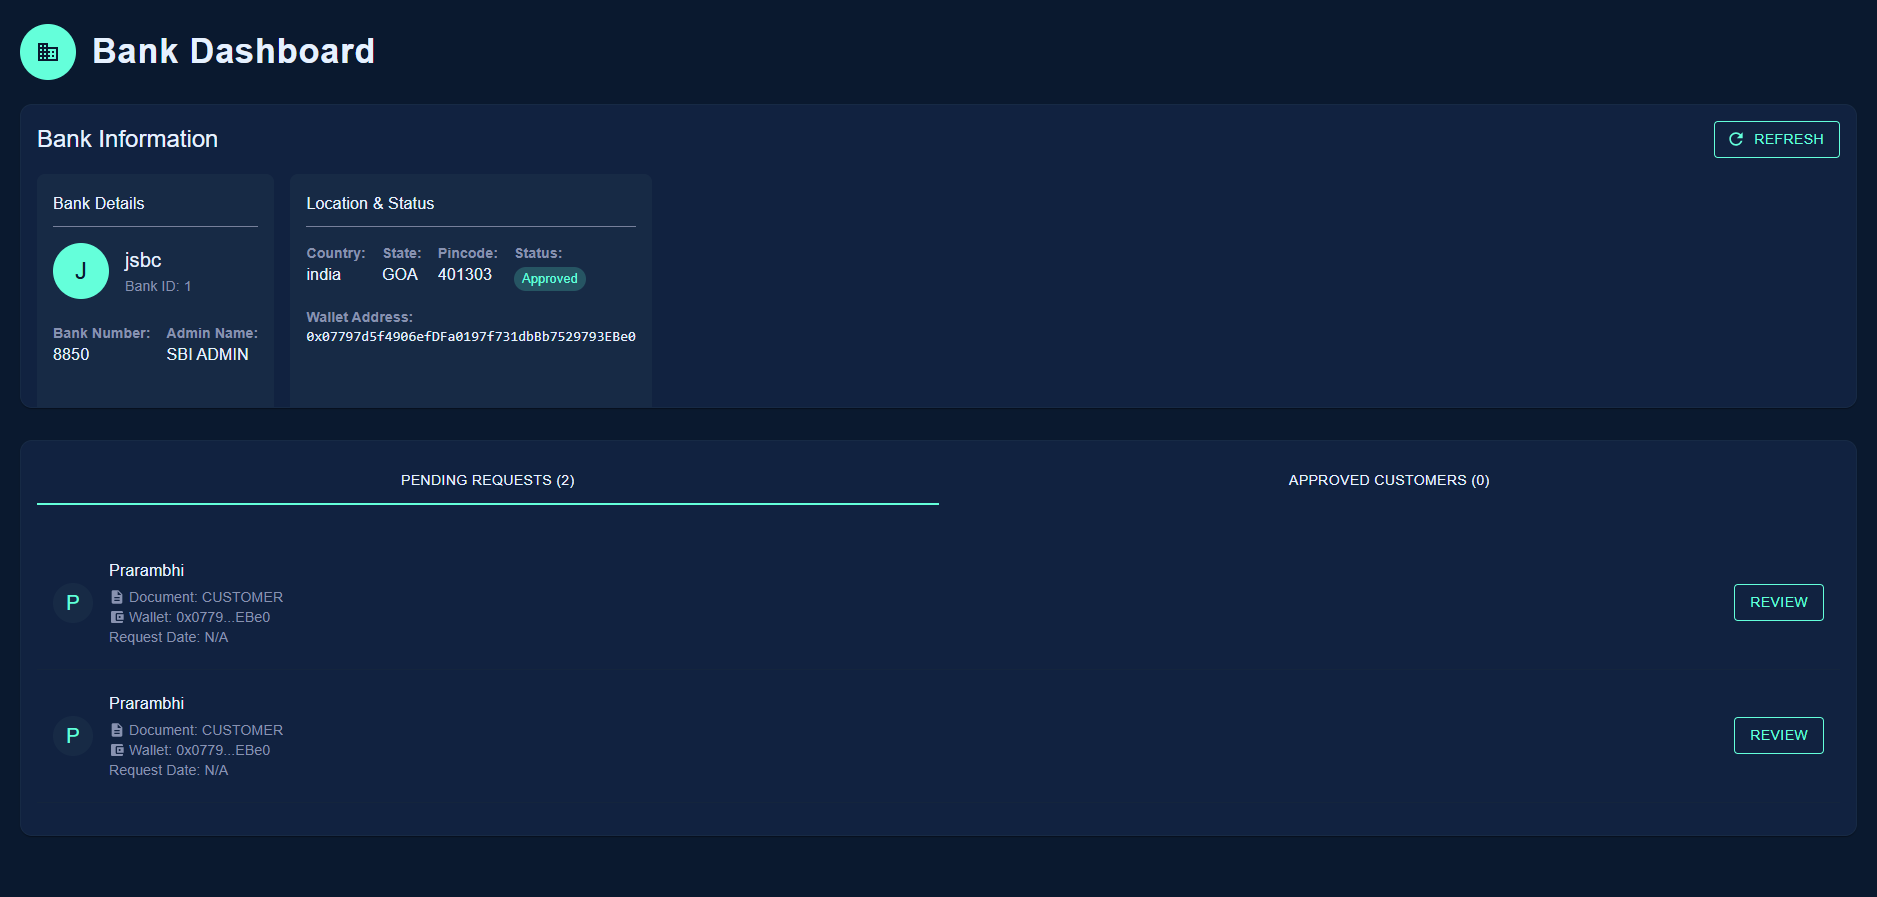 Bank Dashboard
Bank Information
REFRESH
Bank Details
J
jsbc
Bank ID: 1
Bank Number: Admin Name:
8850 SBI ADMIN
Location & Status
Country: State: Pincode: Status:
india GOA 401303 Approved
Wallet Address:
0x07797d5f4906efDFa0197f731dbBb7529793EBe0
PENDING REQUESTS (2)
APPROVED CUSTOMERS (0)
P
Prarambhi
Document: CUSTOMER
Wallet: 0x0779...EBe0
Request Date: N/A
REVIEW
P
Prarambhi
Document: CUSTOMER
Wallet: 0x0779...EBe0
Request Date: N/A
REVIEW